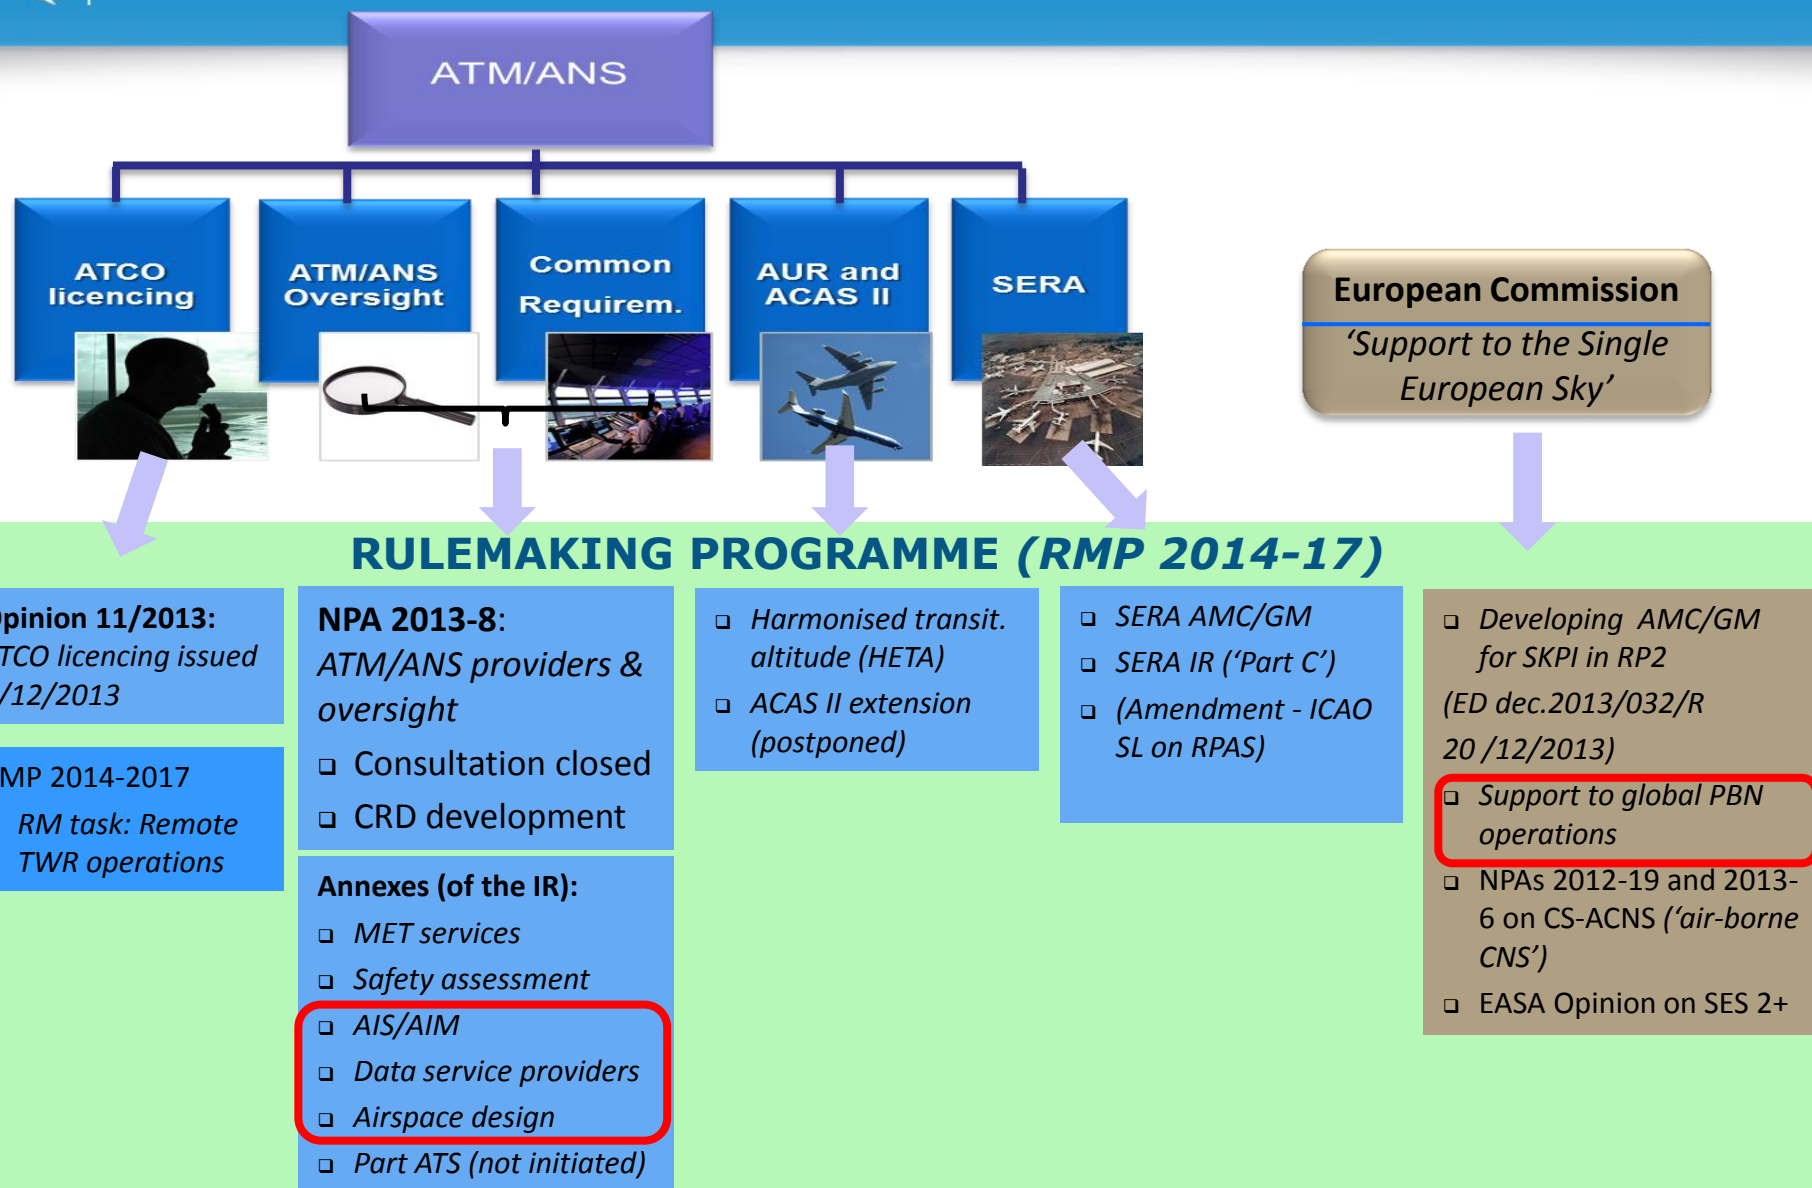 ATM/ANS
ATCO
licencing
ATM/ANS
Oversight
Common
Requirem.
AUR and
ACAS II
SERA
European Commission
‘Support to the Single
European Sky’
RULEMAKING PROGRAMME (RMP 2014-17)
pinion 11/2013:
TCO licencing issued
/12/2013
MP 2014-2017
RM task: Remote
TWR operations
NPA 2013-8:
ATM/ANS providers &
oversight
❑ Consultation closed
❑ CRD development
Annexes (of the IR):
❑ MET services
❑ Safety assessment
❑ AIS/AIM
❑ Data service providers
❑ Airspace design
❑ Part ATS (not initiated)
❑ Harmonised transit.
altitude (HETA)
❑ ACAS II extension
(postponed)
❑ SERA AMC/GM
❑ SERA IR (‘Part C’)
❑ (Amendment - ICAO
SL on RPAS)
❑ Developing AMC/GM
for SKPI in RP2
(ED dec.2013/032/R
20 /12/2013)
❑ Support to global PBN
operations
❑ NPAs 2012-19 and 2013-
6 on CS-ACNS (‘air-borne
CNS’)
❑ EASA Opinion on SES 2+